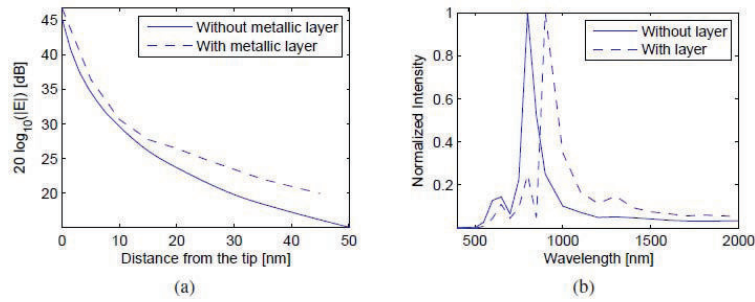 45
40
35
30
25
20
0 10 20 30 40 50
20 log10(|E|) [dB]
Distance from the tip [nm]
Without metallic layer
With metallic layer
(a)
1
0.8
0.6
0.4
0.2
500 1000 1500 2000
Normalized Intensity
Wavelength [nm]
Without layer
With layer
(b)